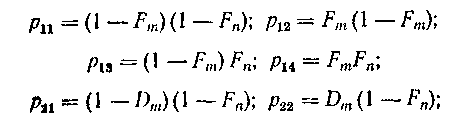 p₁₁ = (1 − Fₘ) (1 − Fₙ); p₁₂ = Fₘ (1 − Fₘ);
p₁₃ = (1 − Fₘ) Fₙ; p₁₄ = FₘFₙ;
p₂₁ = (1 − Dₘ) (1 − Fₙ); p₂₂ = Dₘ (1 − Fₙ);